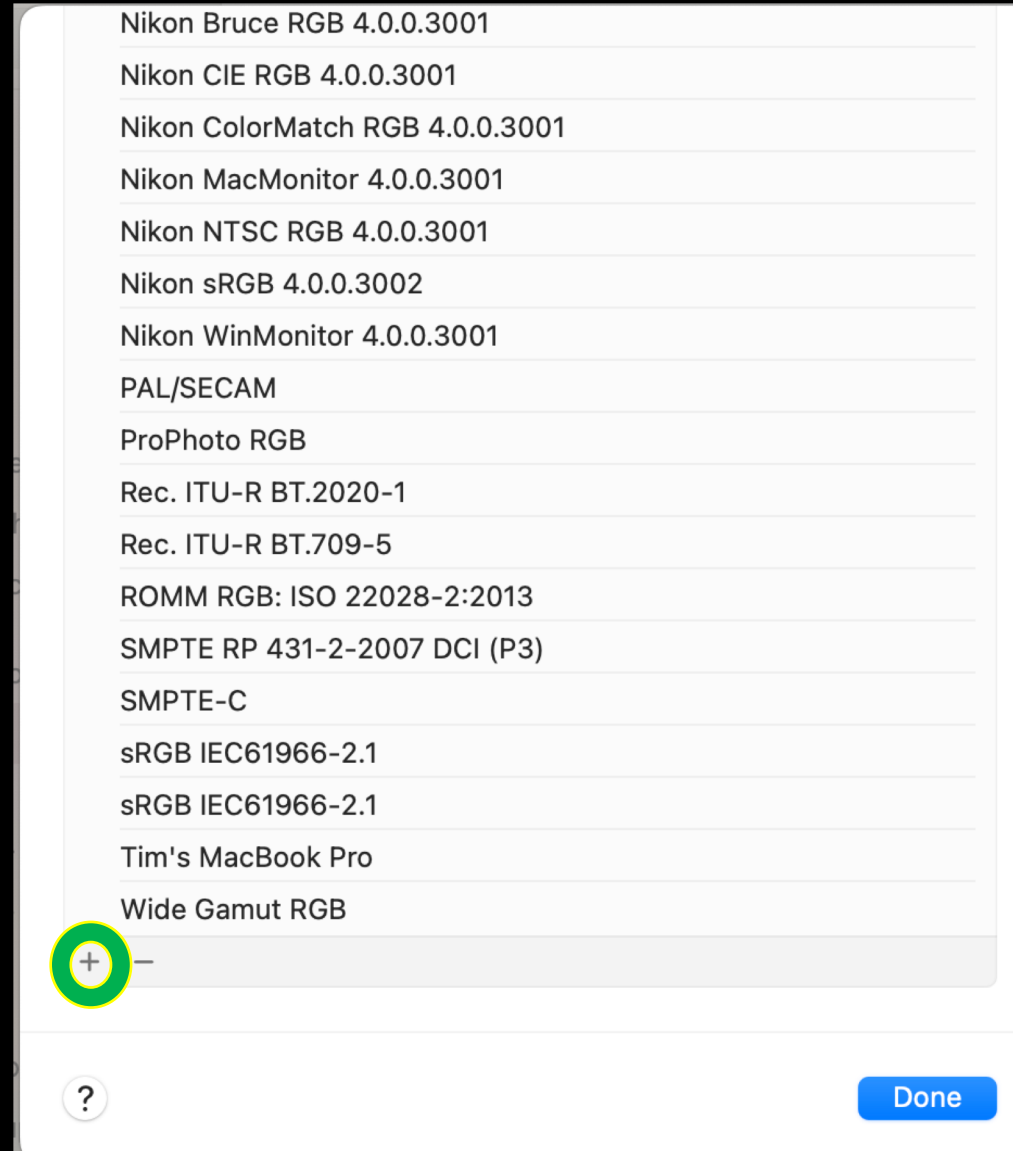 Nikon Bruce RGB 4.0.0.3001
Nikon CIE RGB 4.0.0.3001
Nikon ColorMatch RGB 4.0.0.3001
Nikon MacMonitor 4.0.0.3001
Nikon NTSC RGB 4.0.0.3001
Nikon sRGB 4.0.0.3002
Nikon WinMonitor 4.0.0.3001
PAL/SECAM
ProPhoto RGB
Rec. ITU-R BT.2020-1
Rec. ITU-R BT.709-5
ROMM RGB: ISO 22028-2:2013
SMPTE RP 431-2-2007 DCI (P3)
SMPTE-C
sRGB IEC61966-2.1
sRGB IEC61966-2.1
Tim's MacBook Pro
Wide Gamut RGB
+ −
? Done